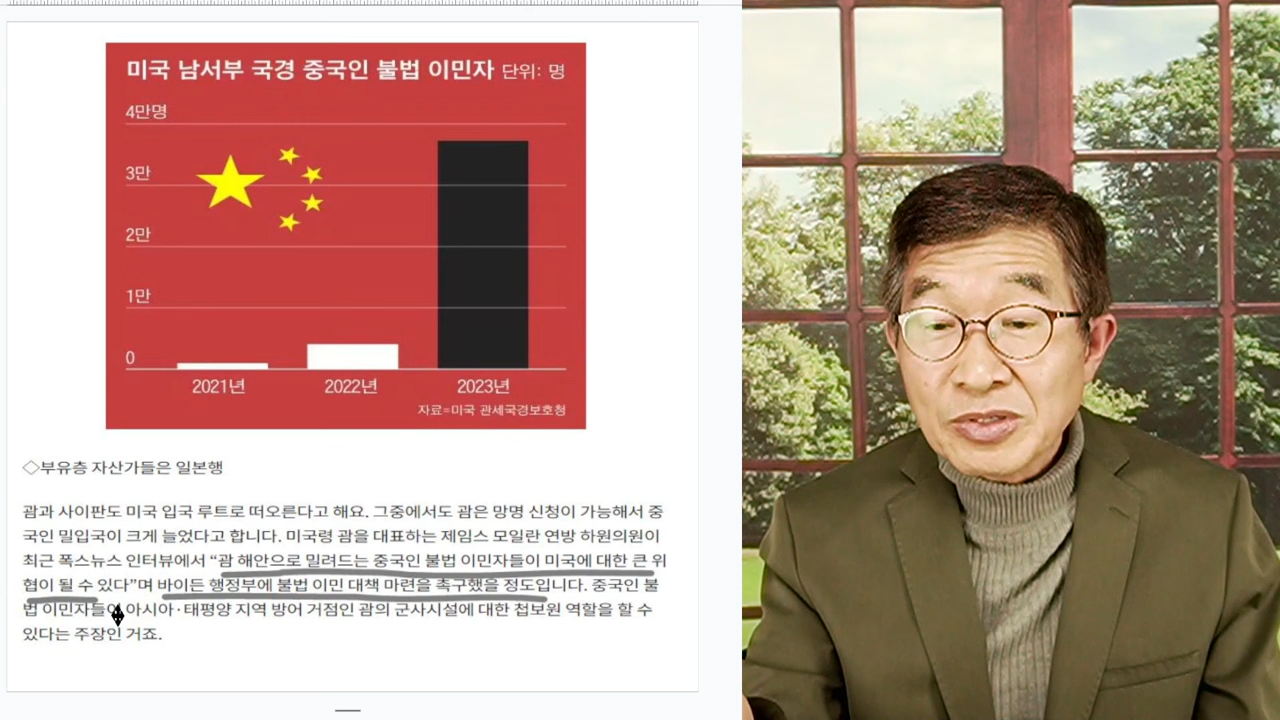 미국 남서부 국경 중국인 불법 이민자 단위: 명
4만명
3만
2만
1만
0
2021년 2022년 2023년
자료=미국 관세국경보호청
◇부유층 자산가들은 일본행
괌과 사이판도 미국 입국 루트로 떠오른다고 해요. 그중에서도 괌은 망명 신청이 가능해서 중
국인 밀입국이 크게 늘었다고 합니다. 미국령 괌을 대표하는 제임스 모일란 연방 하원의원이
최근 폭스뉴스 인터뷰에서 “괌 해안으로 밀려드는 중국인 불법 이민자들이 미국에 대한 큰 위
협이 될 수 있다”며 바이든 행정부에 불법 이민 대책 마련을 촉구했을 정도입니다. 중국인 불
법 이민자들이 아시아·태평양 지역 방어 거점인 괌의 군사시설에 대한 첩보원 역할을 할 수
있다는 주장인 거죠.